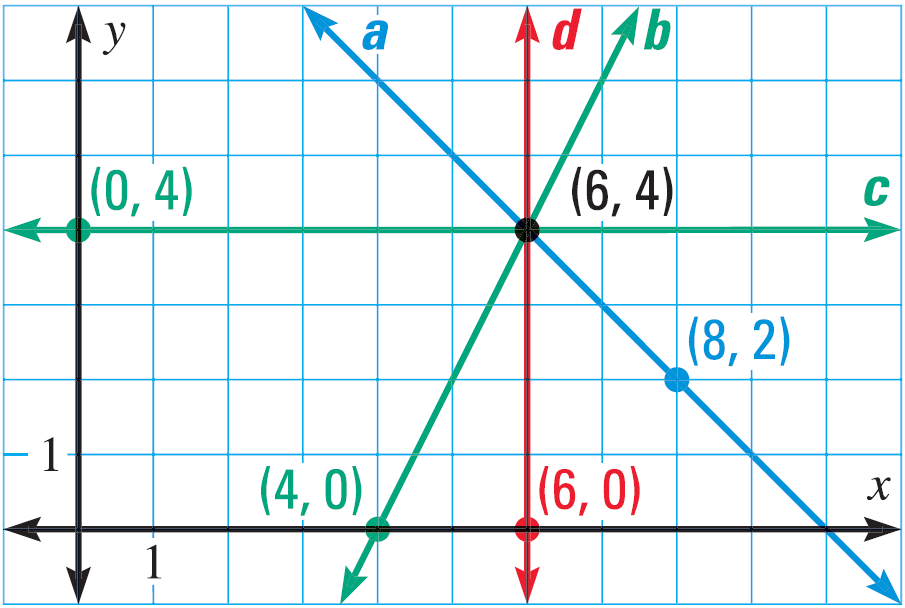 y a d b
(0, 4) (6, 4) c
(8, 2)
1
(4, 0) (6, 0) x
1